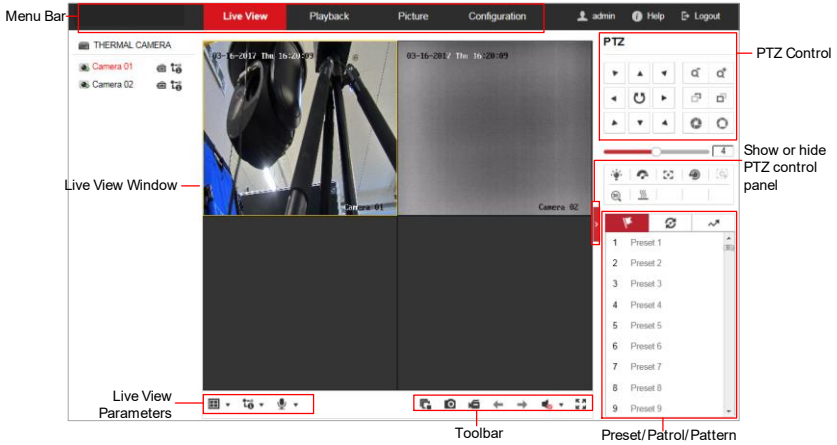 Menu Bar
Live View Playback Picture Configuration admin Help Logout
THERMAL CAMERA
Camera 01
Camera 02
03-16-2017 Thu 16:20:09
Camera 01
03-16-2017 Thu 16:20:09
Camera 02
PTZ
PTZ Control
4
Show or hide
PTZ control
panel
Live View Window
1 Preset 1
2 Preset 2
3 Preset 3
4 Preset 4
5 Preset 5
6 Preset 6
7 Preset 7
8 Preset 8
9 Preset 9
Live View
Parameters
Toolbar
Preset/Patrol/Pattern